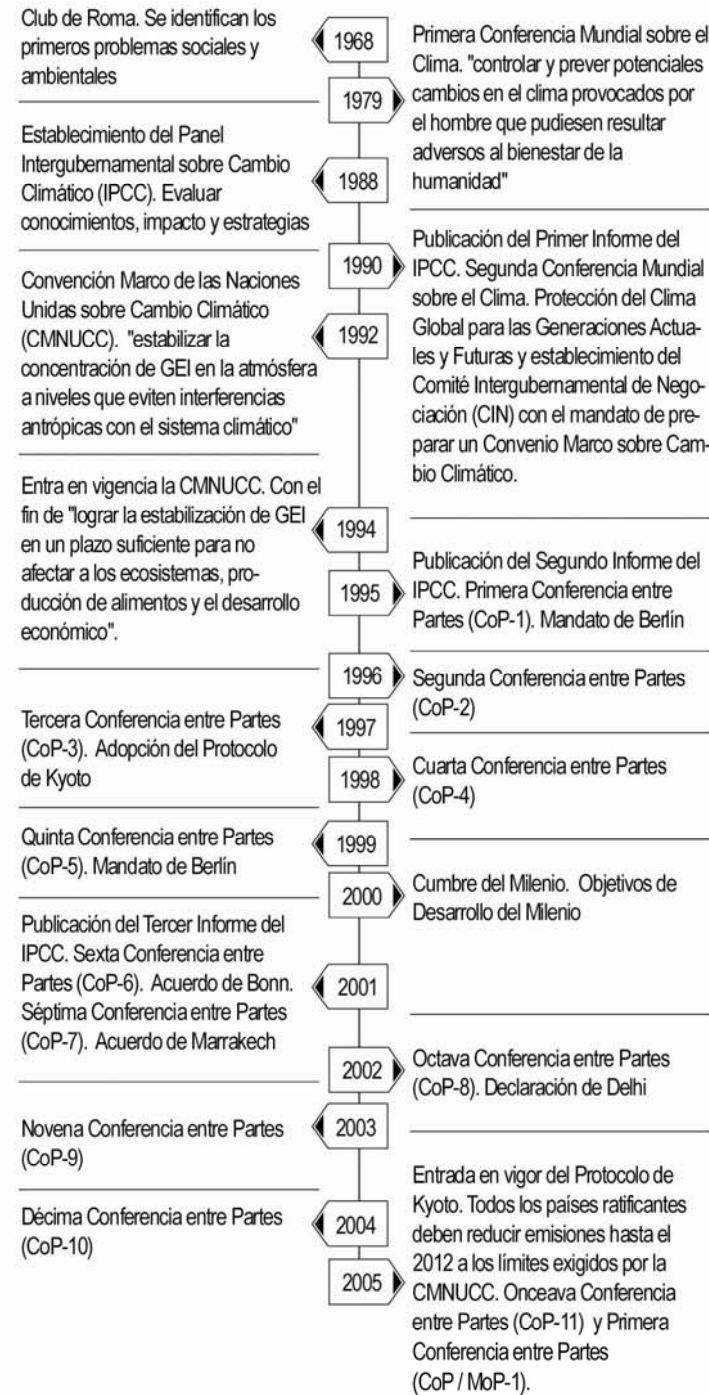 Club de Roma. Se identifican los
primeros problemas sociales y
ambientales
1968
Primera Conferencia Mundial sobre el
Clima. "controlar y prever potenciales
cambios en el clima provocados por
el hombre que pudiesen resultar
adversos al bienestar de la
humanidad"
1979
Establecimiento del Panel
Intergubernamental sobre Cambio
Climático (IPCC). Evaluar
conocimientos, impacto y estrategias
1988
Publicación del Primer Informe del
IPCC. Segunda Conferencia Mundial
sobre el Clima. Protección del Clima
Global para las Generaciones Actua-
les y Futuras y establecimiento del
Comité Intergubernamental de Nego-
ciación (CIN) con el mandato de pre-
parar un Convenio Marco sobre Cam-
bio Climático.
1990
Convención Marco de las Naciones
Unidas sobre Cambio Climático
(CMNUCC). "estabilizar la
concentración de GEI en la atmósfera
a niveles que eviten interferencias
antrópicas con el sistema climático"
1992
Entra en vigencia la CMNUCC. Con el
fin de "lograr la estabilización de GEI
en un plazo suficiente para no
afectar a los ecosistemas, pro-
ducción de alimentos y el desarrollo
económico".
1994
1995
Publicación del Segundo Informe del
IPCC. Primera Conferencia entre
Partes (CoP-1). Mandato de Berlín
1996
Segunda Conferencia entre Partes
(CoP-2)
Tercera Conferencia entre Partes
(CoP-3). Adopción del Protocolo
de Kyoto
1997
1998
Cuarta Conferencia entre Partes
(CoP-4)
Quinta Conferencia entre Partes
(CoP-5). Mandato de Berlín
1999
2000
Cumbre del Milenio. Objetivos de
Desarrollo del Milenio
Publicación del Tercer Informe del
IPCC. Sexta Conferencia entre
Partes (CoP-6). Acuerdo de Bonn.
Séptima Conferencia entre Partes
(CoP-7). Acuerdo de Marrakech
2001
2002
Octava Conferencia entre Partes
(CoP-8). Declaración de Delhi
Novena Conferencia entre Partes
(CoP-9)
2003
Décima Conferencia entre Partes
(CoP-10)
2004
2005
Entrada en vigor del Protocolo de
Kyoto. Todos los países ratificantes
deben reducir emisiones hasta el
2012 a los límites exigidos por la
CMNUCC. Onceava Conferencia
entre Partes (CoP-11) y Primera
Conferencia entre Partes
(CoP / MoP-1).